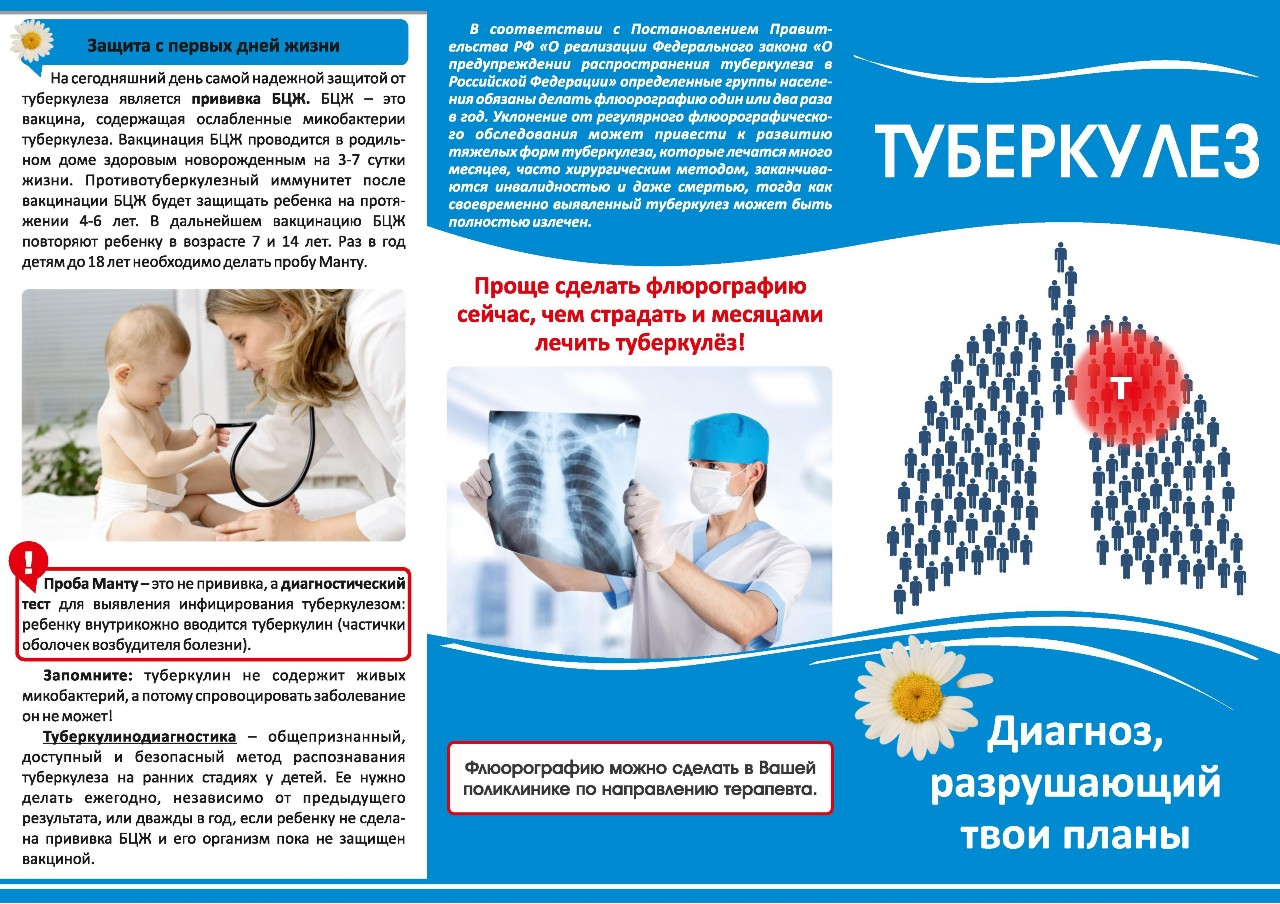 Защита с первых дней жизни
На сегодняшний день самой надежной защитой от
туберкулеза является прививка БЦЖ. БЦЖ – это
вакцина, содержащая ослабленные микобактерии
туберкулеза. Вакцинация БЦЖ проводится в родиль-
ном доме здоровым новорожденным на 3-7 сутки
жизни. Противотуберкулезный иммунитет после
вакцинации БЦЖ будет защищать ребенка на протя-
жении 4-6 лет. В дальнейшем вакцинацию БЦЖ
повторяют ребенку в возрасте 7 и 14 лет. Раз в год
детям до 18 лет необходимо делать пробу Манту.
!
Проба Манту – это не прививка, а диагностический
тест для выявления инфицирования туберкулезом:
ребенку внутрикожно вводится туберкулин (частички
оболочек возбудителя болезни).
Запомните: туберкулин не содержит живых
микобактерий, а потому спровоцировать заболевание
он не может!
Туберкулинодиагностика – общепризнанный,
доступный и безопасный метод распознавания
туберкулеза на ранних стадиях у детей. Ее нужно
делать ежегодно, независимо от предыдущего
результата, или дважды в год, если ребенку не сдела-
на прививка БЦЖ и его организм пока не защищен
вакциной.
В соответствии с Постановлением Правит-
ельства РФ «О реализации Федерального закона «О
предупреждении распространения туберкулеза в
Российской Федерации» определенные группы населе-
ния обязаны делать флюорографию один или два раза
в год. Уклонение от регулярного флюорографическо-
го обследования может привести к развитию
тяжелых форм туберкулеза, которые лечатся много
месяцев, часто хирургическим методом, заканчива-
ются инвалидностью и даже смертью, тогда как
своевременно выявленный туберкулез может быть
полностью излечен.
Проще сделать флюрографию
сейчас, чем страдать и месяцами
лечить туберкулёз!
Флюорографию можно сделать в Вашей
поликлинике по направлению терапевта.
ТУБЕРКУЛЕЗ
Т
Диагноз,
разрушающий
твои планы